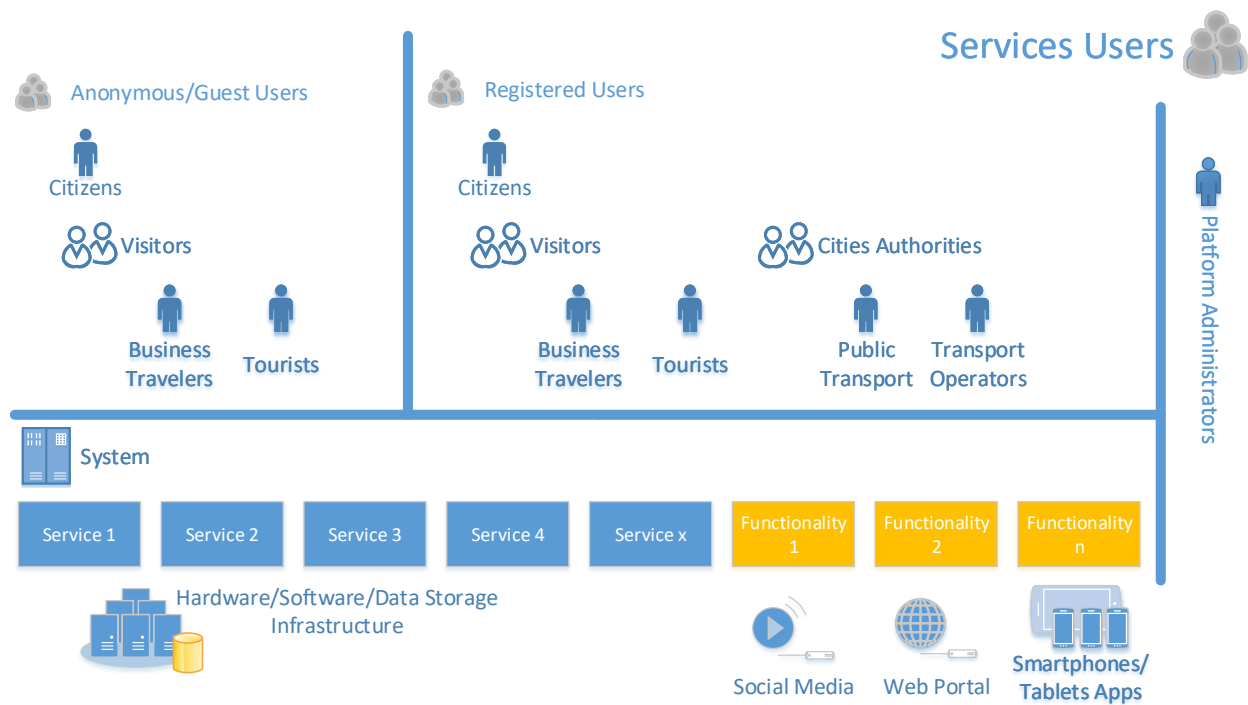 Services Users
Anonymous/Guest Users
Registered Users
Citizens
Citizens
Visitors
Visitors
Cities Authorities
Business
Travelers
Tourists
Business
Travelers
Tourists
Public
Transport
Transport
Operators
Platform Administrators
System
Service 1
Service 2
Service 3
Service 4
Service x
Functionality
1
Functionality
2
Functionality
n
Hardware/Software/Data Storage
Infrastructure
Social Media
Web Portal
Smartphones/
Tablets Apps